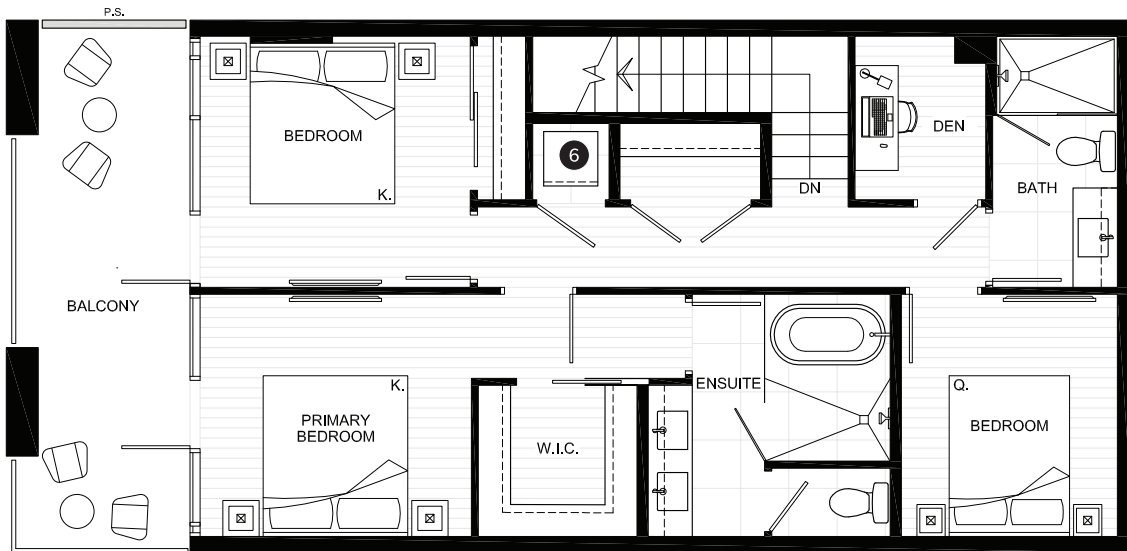 P.S.
BEDROOM
K.
6
DN
DEN
BATH
BALCONY
K.
PRIMARY
BEDROOM
W.I.C.
ENSUITE
Q.
BEDROOM